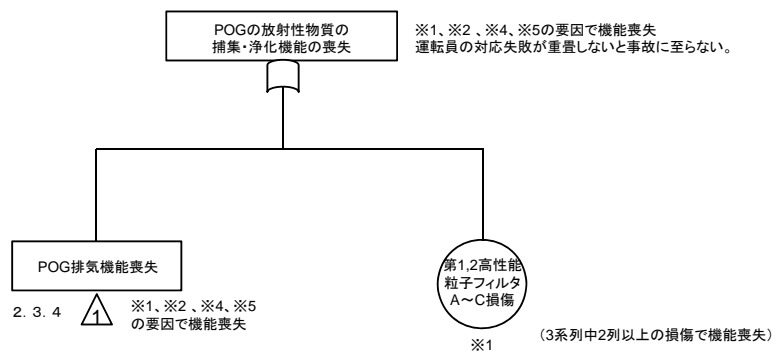 POGの放射性物質の
捕集・浄化機能の喪失
※1、※2 、※4、※5の要因で機能喪失
運転員の対応失敗が重畳しないと事故に至らない。
POG排気機能喪失
2．3．4
1
※1、※2 、※4、※5
の要因で機能喪失
第1,2高性能
粒子フィルタ
A～C損傷
※1
（3系列中2列以上の損傷で機能喪失）